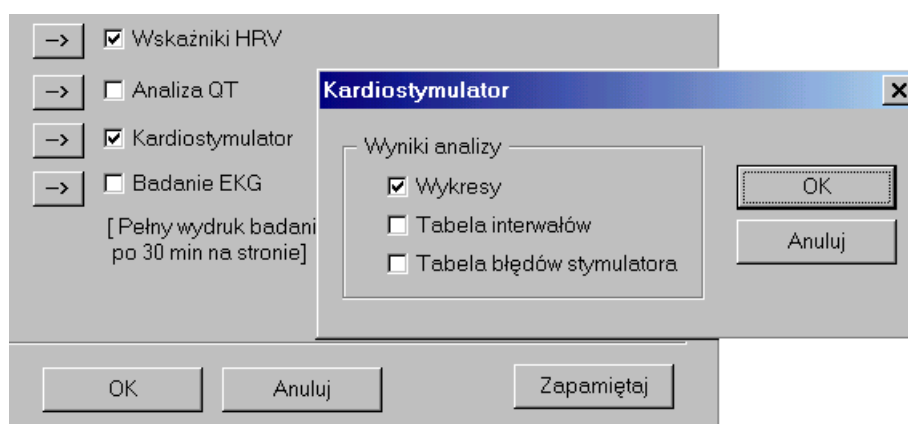 --> Wskaźniki HRV
--> Analiza QT
--> Kardiostymulator
--> Badanie EKG
[ Pełny wydruk badani
po 30 min na stronie]
OK
Anuluj
Zapamiętaj
Kardiostymulator
Wyniki analizy
Wykresy
Tabela interwałów
Tabela błędów stymulatora
OK
Anuluj